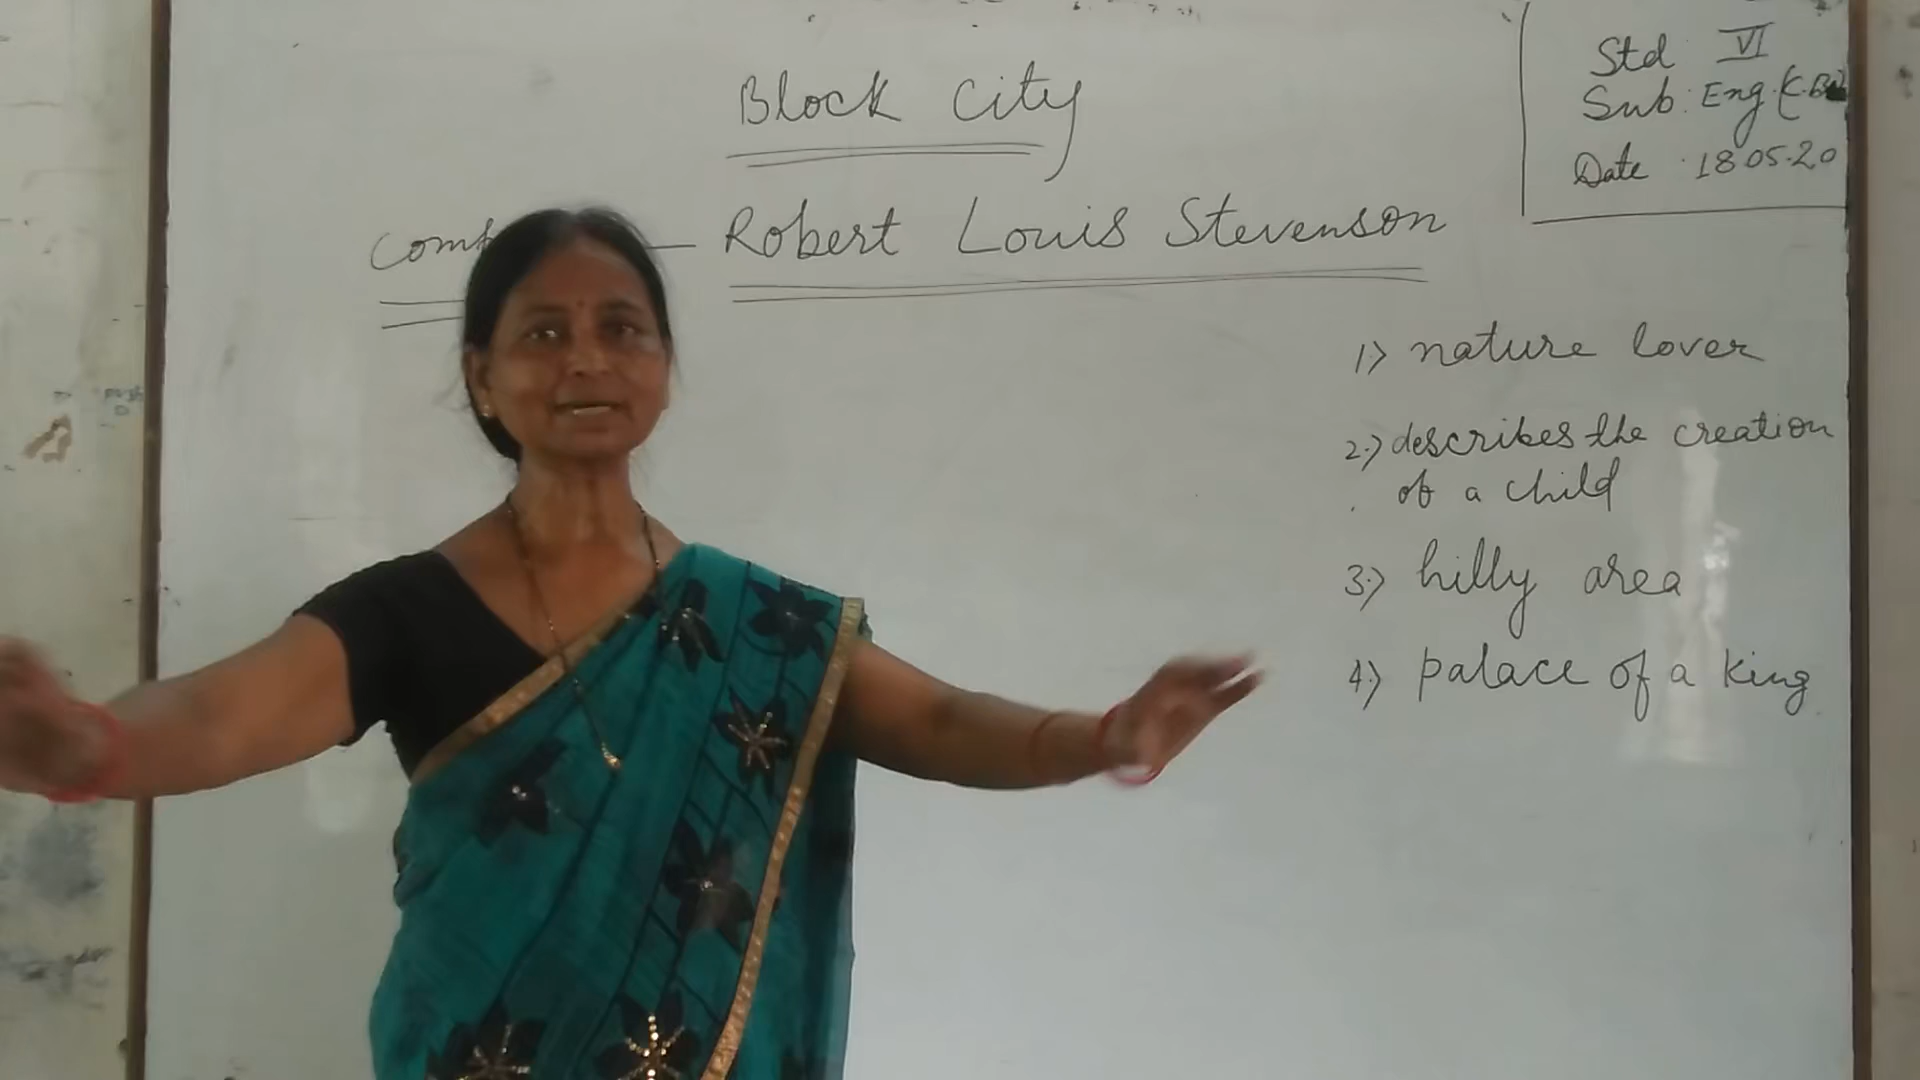 Block City
Std VI
Sub: Eng.
Date 18.05.20
Robert Louis Stevenson
1) nature lover
2) describes the creation
of a child
3) hilly area
4) palace of a king